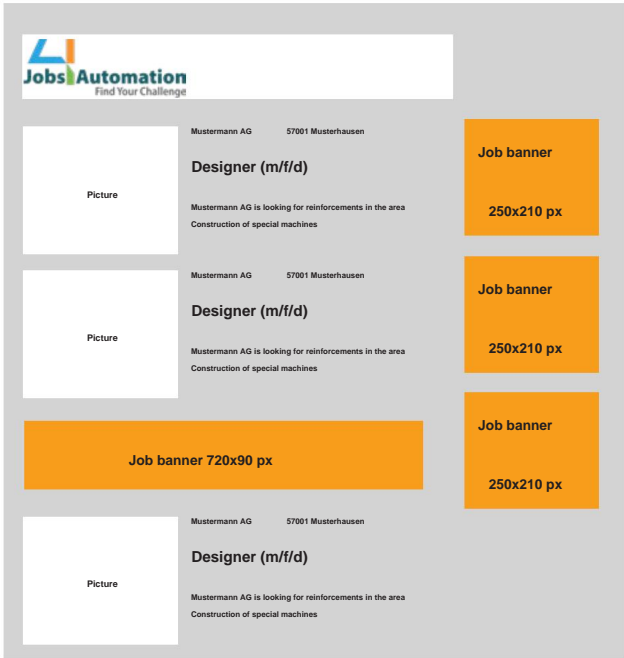 Jobs Automation
Find Your Challenge
Mustermann AG 57001 Musterhausen
Designer (m/f/d)
Picture
Mustermann AG is looking for reinforcements in the area
Construction of special machines
Job banner
250x210 px
Mustermann AG 57001 Musterhausen
Designer (m/f/d)
Picture
Mustermann AG is looking for reinforcements in the area
Construction of special machines
Job banner
250x210 px
Job banner 720x90 px
Job banner
250x210 px
Mustermann AG 57001 Musterhausen
Designer (m/f/d)
Picture
Mustermann AG is looking for reinforcements in the area
Construction of special machines